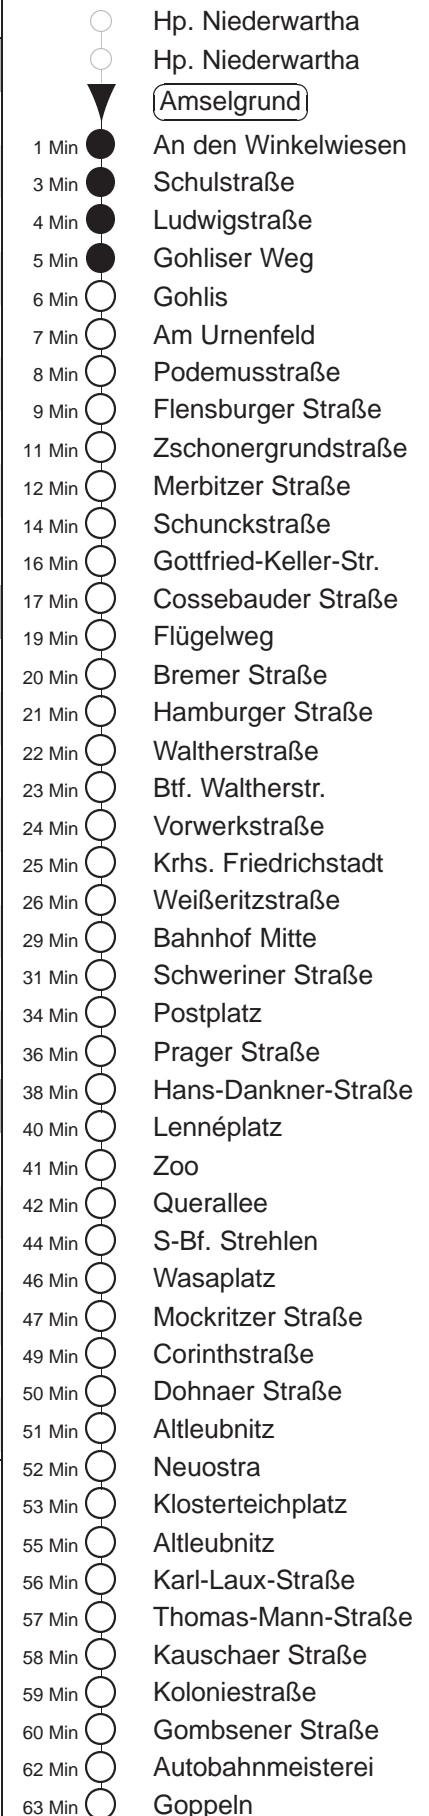 Hp. Niederwartha
Hp. Niederwartha
Amselgrund
1 Min An den Winkelwiesen
3 Min Schulstraße
4 Min Ludwigstraße
5 Min Gohliser Weg
6 Min Gohlis
7 Min Am Urnenfeld
8 Min Podemusstraße
9 Min Flensburger Straße
11 Min Zschonergrundstraße
12 Min Merbitzer Straße
14 Min Schunckstraße
16 Min Gottfried-Keller-Str.
17 Min Cossebauder Straße
19 Min Flügelweg
20 Min Bremer Straße
21 Min Hamburger Straße
22 Min Waltherstraße
23 Min Btf. Waltherstr.
24 Min Vorwerkstraße
25 Min Krhs. Friedrichstadt
26 Min Weißeritzstraße
29 Min Bahnhof Mitte
31 Min Schweriner Straße
34 Min Postplatz
36 Min Prager Straße
38 Min Hans-Dankner-Straße
40 Min Lennéplatz
41 Min Zoo
42 Min Querallee
44 Min S-Bf. Strehlen
46 Min Wasaplatz
47 Min Mockritzer Straße
49 Min Corinthstraße
50 Min Dohnaer Straße
51 Min Altleubnitz
52 Min Neuostra
53 Min Klosterteichplatz
55 Min Altleubnitz
56 Min Karl-Laux-Straße
57 Min Thomas-Mann-Straße
58 Min Kauschaer Straße
59 Min Koloniestraße
60 Min Gombsener Straße
62 Min Autobahnmeisterei
63 Min Goppeln